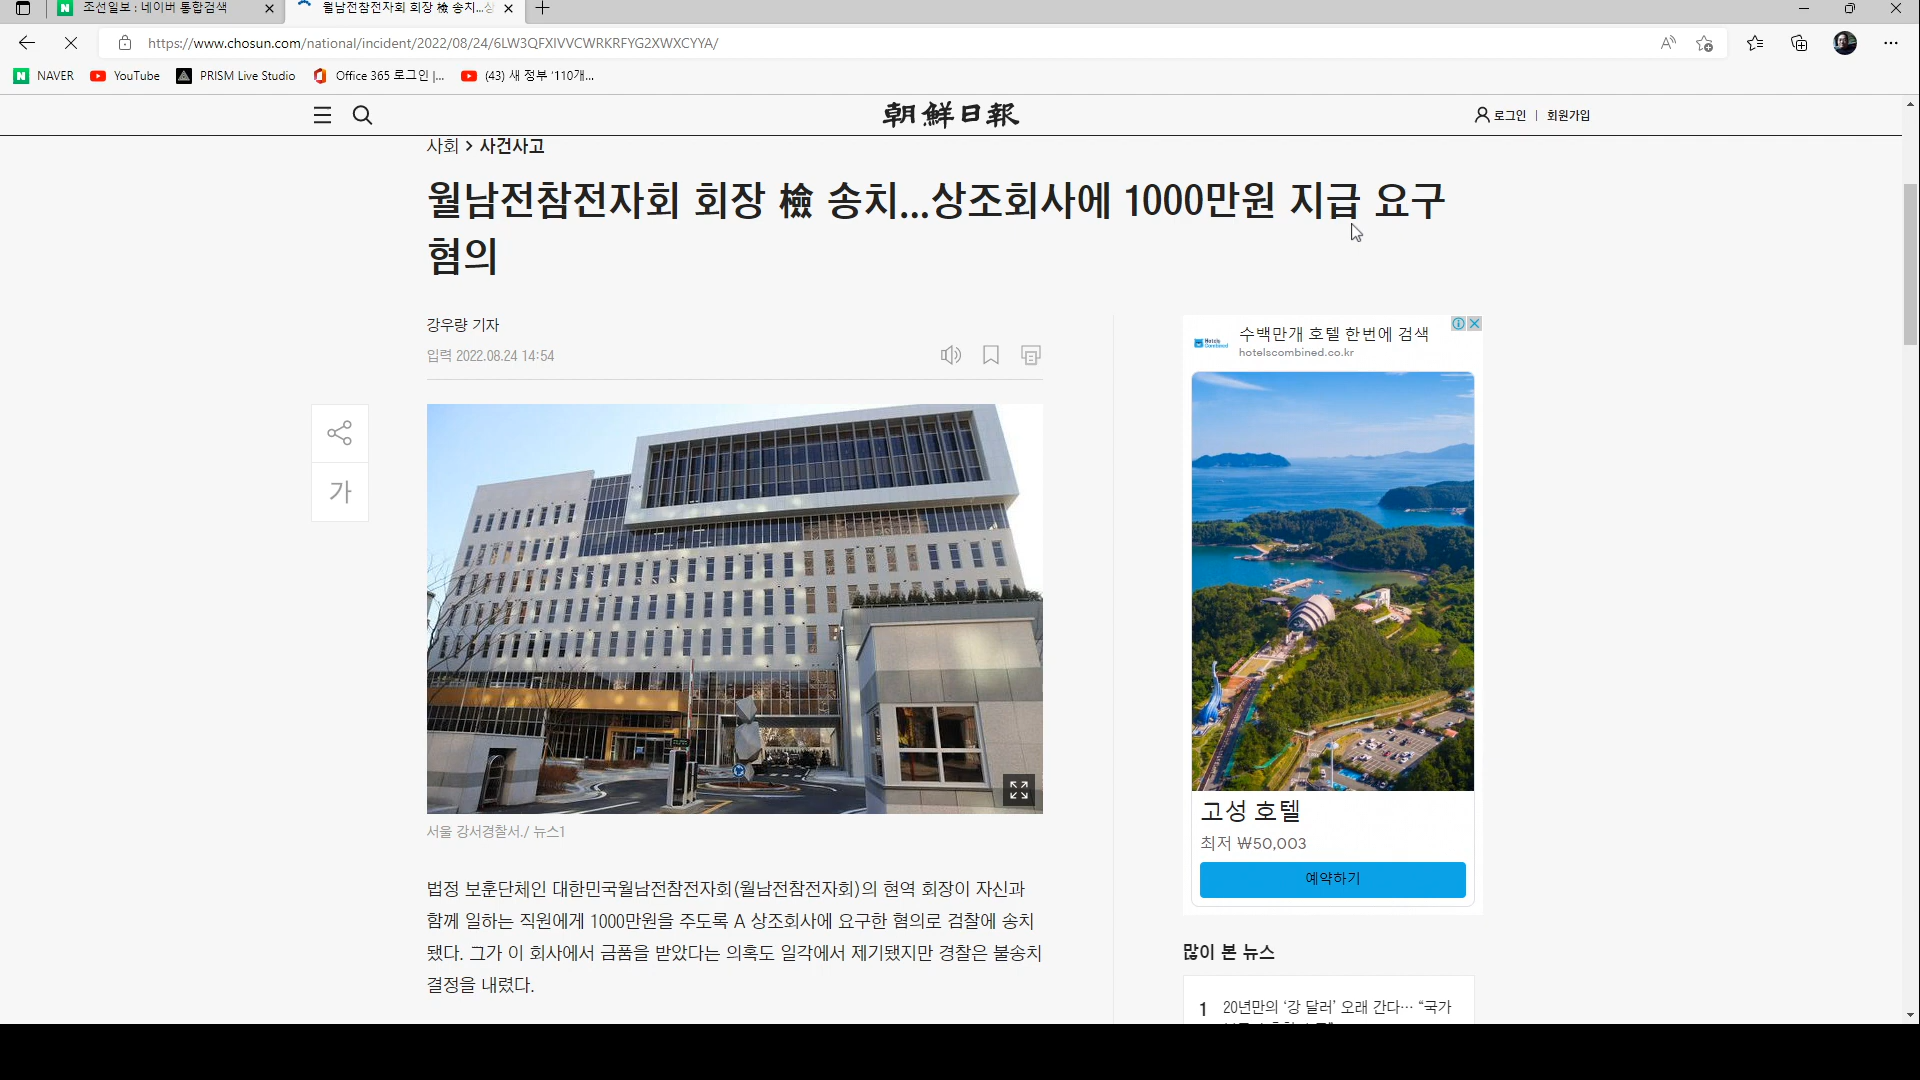 조선일보 : 네이버 통합검색
월남전참전자회 회장 檢 송치...상
https://www.chosun.com/national/incident/2022/08/24/6LW3QFXIVVCWRKRFYG2XWXCYYA/
NAVER YouTube PRISM Live Studio Office 365 로그인 |... (43) 새 정부 '110개...
朝鮮日報
로그인 | 회원가입
사회 > 사건사고
월남전참전자회 회장 檢 송치...상조회사에 1000만원 지급 요구
혐의
강우량 기자
입력 2022.08.24 14:54
가
서울 강서경찰서./ 뉴스1
법정 보훈단체인 대한민국월남전참전자회(월남전참전자회)의 현역 회장이 자신과
함께 일하는 직원에게 1000만원을 주도록 A 상조회사에 요구한 혐의로 검찰에 송치
됐다. 그가 이 회사에서 금품을 받았다는 의혹도 일각에서 제기됐지만 경찰은 불송치
결정을 내렸다.
수백만개 호텔 한번에 검색
hotelscombined.co.kr
고성 호텔
최저 ₩50,003
예약하기
많이 본 뉴스
1 20년만의 ‘강 달러’ 오래 간다… “국가